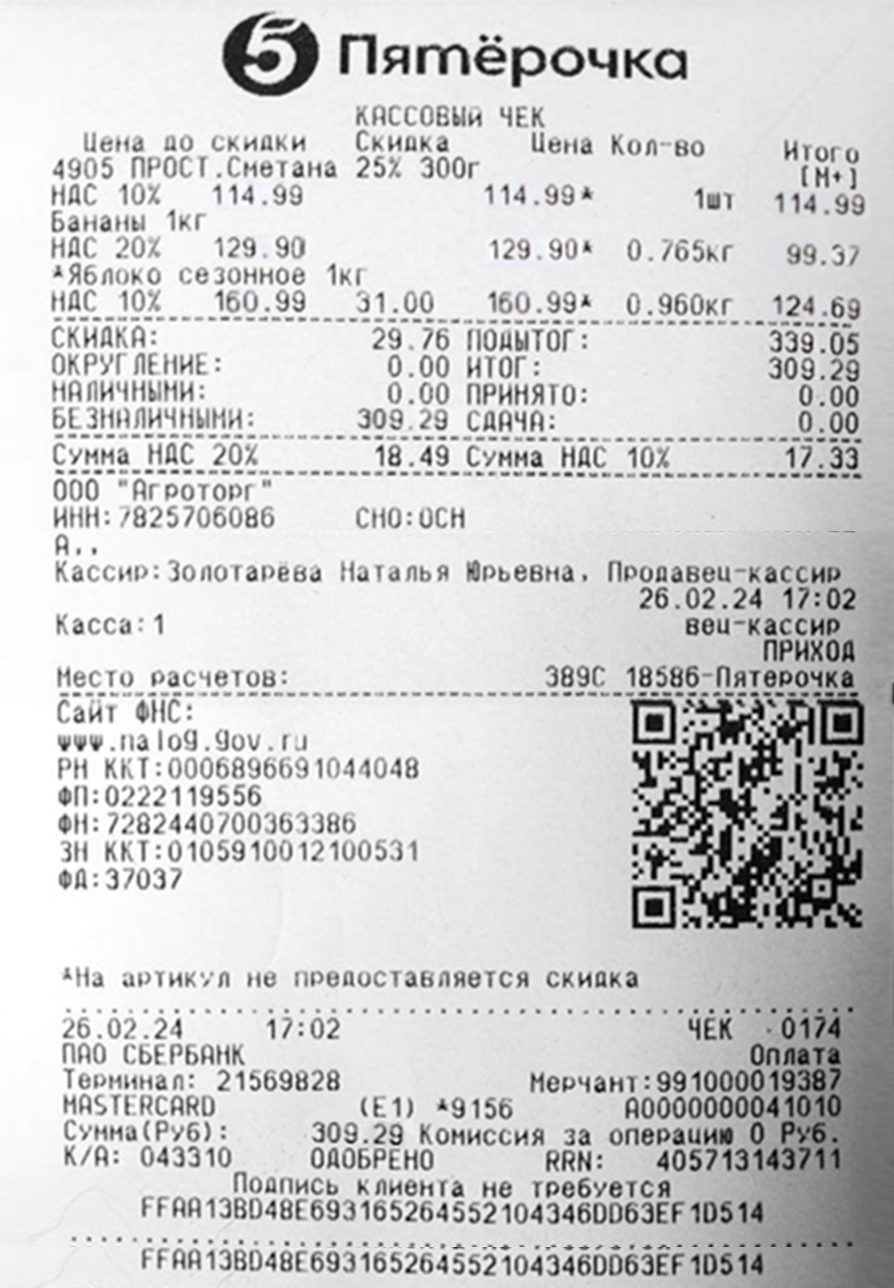 5 Пятёрочка
КАССОВЫЙ ЧЕК
Цена до скидки Скидка Цена Кол-во Итого
4905 ПРОСТ.Сметана 25% 300г [М+]
НДС 10% 114.99 114.99* 1шт 114.99
Бананы 1кг
НДС 20% 129.90 129.90* 0.765кг 99.37
*Яблоко сезонное 1кг
НДС 10% 160.99 31.00 160.99* 0.960кг 124.69
СКИДКА: 29.76 ПОДЫТОГ: 339.05
ОКРУГЛЕНИЕ: 0.00 ИТОГ: 309.29
НАЛИЧНЫМИ: 0.00 ПРИНЯТО: 0.00
БЕЗНАЛИЧНЫМИ: 309.29 СДАЧА: 0.00
Сумма НДС 20% 18.49 Сумма НДС 10% 17.33
ООО "Агроторг"
ИНН:7825706086 СНО:ОСН
А..
Кассир:Золотарёва Наталья Юрьевна, Продавец-кассир
26.02.24 17:02
Касса:1 вец-кассир
ПРИХОД
Место расчетов: 389С 18586-Пятерочка
Сайт ФНС:
www.nalog.gov.ru
РН ККТ:0006896691044048
ФП:0222119556
ФН:7282440700363386
ЗН ККТ:0105910012100531
ФД:37037
*На артикул не предоставляется скидка
26.02.24 17:02 ЧЕК 0174
ПАО СБЕРБАНК Оплата
Терминал: 21569828 Мерчант:991000019387
MASTERCARD (E1) *9156 A0000000041010
Сумма(Руб): 309.29 Комиссия за операцию 0 Руб.
К/А: 043310 ОДОБРЕНО RRN: 405713143711
Подпись клиента не требуется
FFAA13BD48E693165264552104346DD63EF1D514
FFAA13BD48E693165264552104346DD63EF1D514